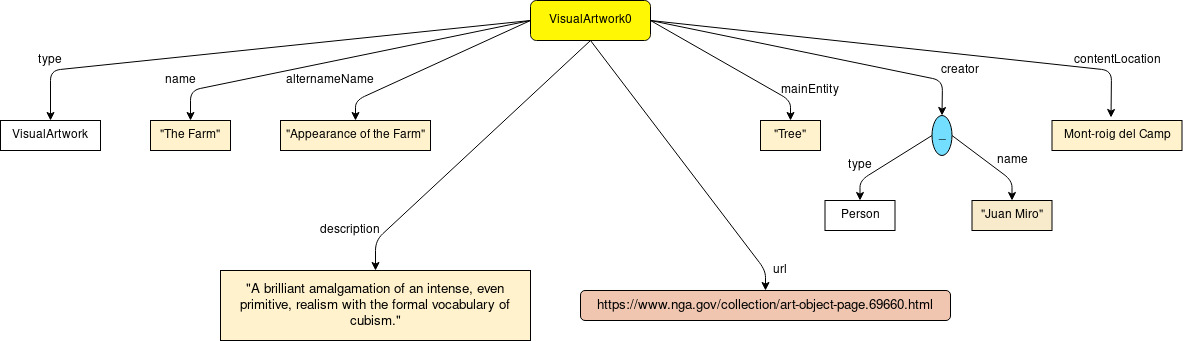 VisualArtwork0
type
name
alternameName
mainEntity
creator
contentLocation
VisualArtwork
"The Farm"
"Appearance of the Farm"
"Tree"
_
Mont-roig del Camp
type
name
Person
"Juan Miro"
description
url
"A brilliant amalgamation of an intense, even
primitive, realism with the formal vocabulary of
cubism."
https://www.nga.gov/collection/art-object-page.69660.html